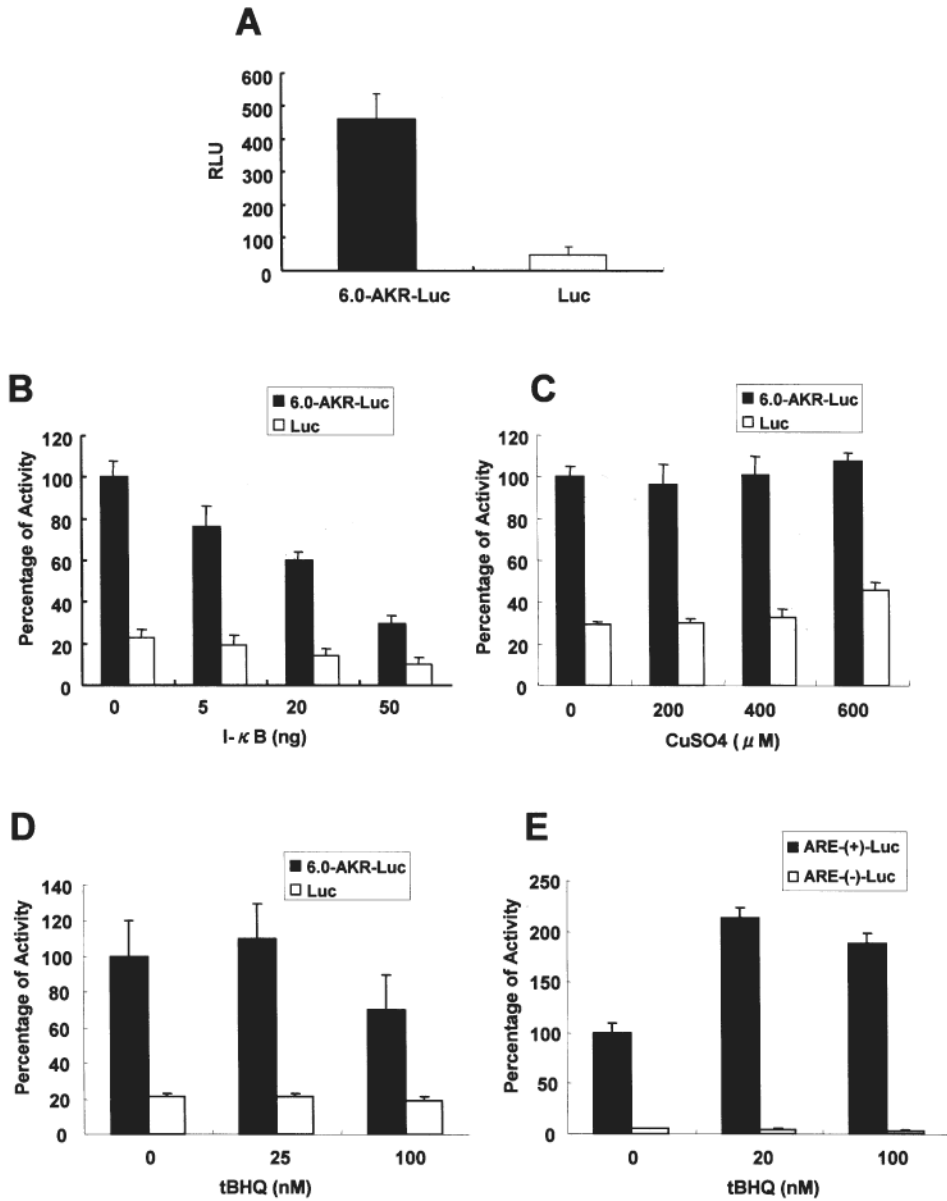 A
600
500
400
300
200
100
0
RLU
6.0-AKR-Luc Luc
B
6.0-AKR-Luc
Luc
120
100
80
60
40
20
0
Percentage of Activity
0 5 20 50
I-κB (ng)
C
6.0-AKR-Luc
Luc
120
100
80
60
40
20
0
Percentage of Activity
0 200 400 600
CuSO4 (μM)
D
6.0-AKR-Luc
Luc
140
120
100
80
60
40
20
0
Percentage of Activity
0 25 100
tBHQ (nM)
E
ARE-(+)-Luc
ARE-(-)-Luc
250
200
150
100
50
0
Percentage of Activity
0 20 100
tBHQ (nM)